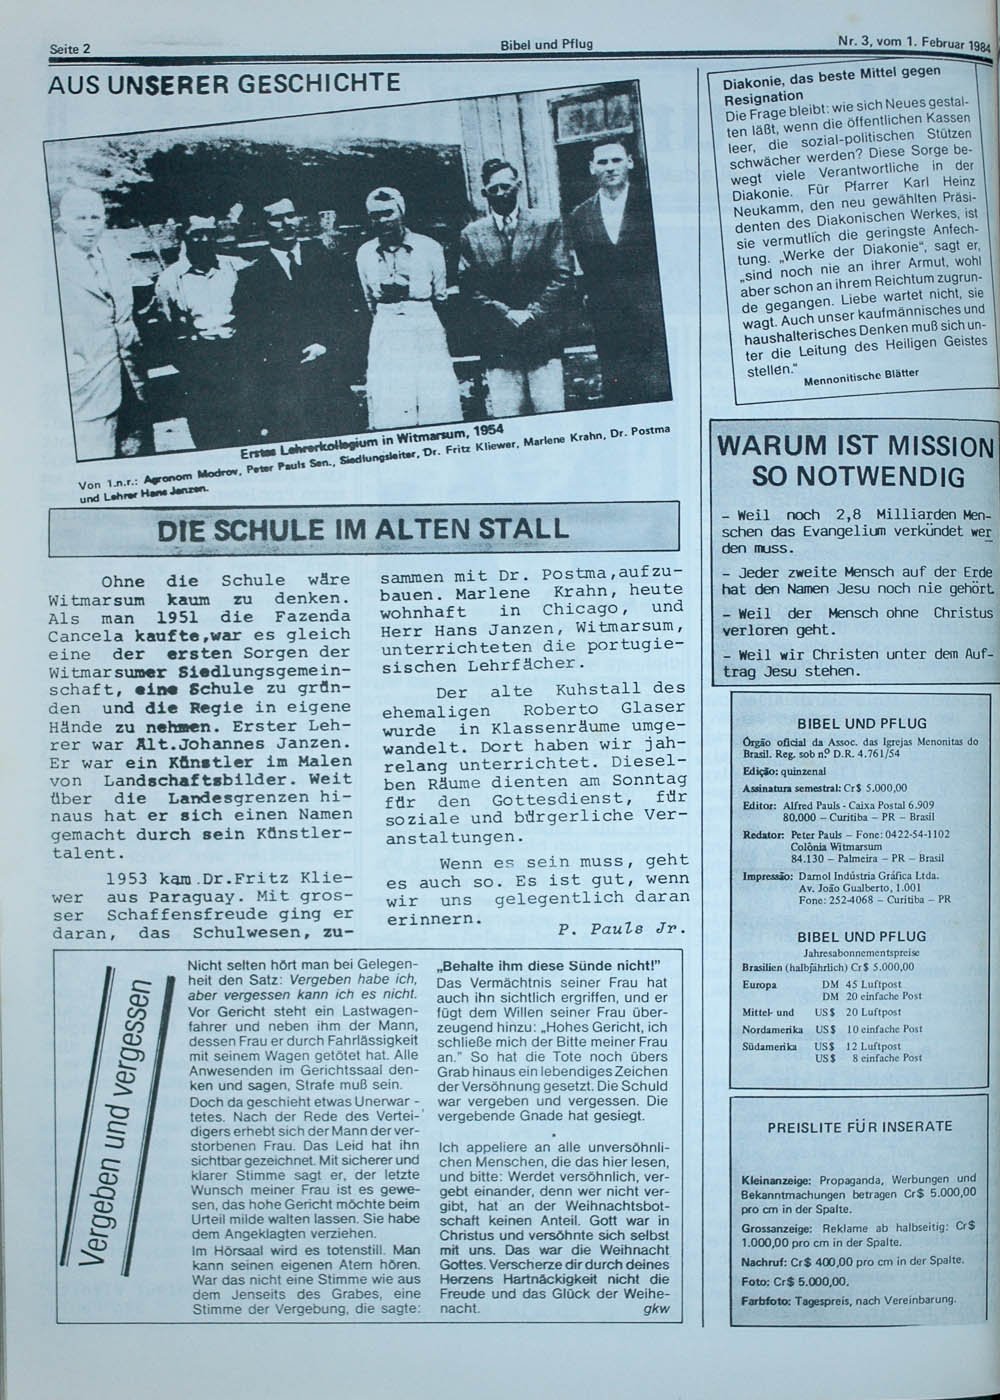 Seite 2
Bibel und Pflug
Nr. 3, vom 1. Februar 1984
AUS UNSERER GESCHICHTE
Erstes Lehrerkollegium in Witmarsum, 1954
Von 1.n.r.: Agronom Modrov, Peter Pauls Sen., Siedlungsleiter, Dr. Fritz Kliewer, Marlene Krahn, Dr. Postma
und Lehrer Hans Janzen.
DIE SCHULE IM ALTEN STALL
Ohne die Schule wäre
Witmarsum kaum zu denken.
Als man 1951 die Fazenda
Cancela kaufte,war es gleich
eine der ersten Sorgen der
Witmarsumer Siedlungsgemein-
schaft, eine Schule zu grün-
den und die Regie in eigene
Hände zu nehmen. Erster Leh-
rer war Ält.Johannes Janzen.
Er war ein Künstler im Malen
von Landschaftsbilder. Weit
über die Landesgrenzen hi-
naus hat er sich einen Namen
gemacht durch sein Künstler-
talent.
1953 kam Dr.Fritz Klie-
wer aus Paraguay. Mit gros-
ser Schaffensfreude ging er
daran, das Schulwesen, zu-
sammen mit Dr. Postma,aufzu-
bauen. Marlene Krahn, heute
wohnhaft in Chicago, und
Herr Hans Janzen, Witmarsum,
unterrichteten die portugie-
sischen Lehrfächer.
Der alte Kuhstall des
ehemaligen Roberto Glaser
wurde in Klassenräume umge-
wandelt. Dort haben wir jah-
relang unterrichtet. Diesel-
ben Räume dienten am Sonntag
für den Gottesdienst, für
soziale und bürgerliche Ver-
anstaltungen.
Wenn es sein muss, geht
es auch so. Es ist gut, wenn
wir uns gelegentlich daran
erinnern.
P. Pauls Jr.
Vergeben und vergessen
Nicht selten hört man bei Gelegen-
heit den Satz: Vergeben habe ich,
aber vergessen kann ich es nicht.
Vor Gericht steht ein Lastwagen-
fahrer und neben ihm der Mann,
dessen Frau er durch Fahrlässigkeit
mit seinem Wagen getötet hat. Alle
Anwesenden im Gerichtssaal den-
ken und sagen, Strafe muß sein.
Doch da geschieht etwas Unerwar-
tetes. Nach der Rede des Vertei-
digers erhebt sich der Mann der ver-
storbenen Frau. Das Leid hat ihn
sichtbar gezeichnet. Mit sicherer und
klarer Stimme sagt er, der letzte
Wunsch meiner Frau ist es gewe-
sen, das hohe Gericht möchte beim
Urteil milde walten lassen. Sie habe
dem Angeklagten verziehen.
Im Hörsaal wird es totenstill. Man
kann seinen eigenen Atem hören.
War das nicht eine Stimme wie aus
dem Jenseits des Grabes, eine
Stimme der Vergebung, die sagte:
„Behalte ihm diese Sünde nicht!"
Das Vermächtnis seiner Frau hat
auch ihn sichtlich ergriffen, und er
fügt dem Willen seiner Frau über-
zeugend hinzu: „Hohes Gericht, ich
schließe mich der Bitte meiner Frau
an." So hat die Tote noch übers
Grab hinaus ein lebendiges Zeichen
der Versöhnung gesetzt. Die Schuld
war vergeben und vergessen. Die
vergebende Gnade hat gesiegt.
Ich appeliere an alle unversöhnli-
chen Menschen, die das hier lesen,
und bitte: Werdet versöhnlich, ver-
gebt einander, denn wer nicht ver-
gibt, hat an der Weihnachtsbot-
schaft keinen Anteil. Gott war in
Christus und versöhnte sich selbst
mit uns. Das war die Weihnacht
Gottes. Verscherze dir durch deines
Herzens Hartnäckigkeit nicht die
Freude und das Glück der Weihe-
nacht.
gkw
Diakonie, das beste Mittel gegen
Resignation
Die Frage bleibt: wie sich Neues gestal-
ten läßt, wenn die öffentlichen Kassen
leer, die sozial-politischen Stützen
schwächer werden? Diese Sorge be-
wegt viele Verantwortliche in der
Diakonie. Für Pfarrer Karl Heinz
Neukamm, den neu gewählten Präsi-
denten des Diakonischen Werkes, ist
sie vermutlich die geringste Anfech-
tung. „Werke der Diakonie", sagt er,
„sind noch nie an ihrer Armut, wohl
aber schon an ihrem Reichtum zugrun-
de gegangen. Liebe wartet nicht, sie
wagt. Auch unser kaufmännisches und
haushalterisches Denken muß sich un-
ter die Leitung des Heiligen Geistes
stellen."
Mennonitische Blätter
WARUM IST MISSION
SO NOTWENDIG
– Weil noch 2,8 Milliarden Men-
schen das Evangelium verkündet wer
den muss.
– Jeder zweite Mensch auf der Erde
hat den Namen Jesu noch nie gehört.
– Weil der Mensch ohne Christus
verloren geht.
– Weil wir Christen unter dem Auf-
trag Jesu stehen.
BIBEL UND PFLUG
Órgão oficial da Assoc. das Igrejas Menonitas do
Brasil. Reg. sob nº D.R. 4.761/54
Edição: quinzenal
Assinatura semestral: Cr$ 5.000,00
Editor: Alfred Pauls - Caixa Postal 6.909
80.000 – Curitiba – PR – Brasil
Redator: Peter Pauls – Fone: 0422-54-1102
Colônia Witmarsum
84.130 – Palmeira – PR – Brasil
Impressão: Damol Indústria Gráfica Ltda.
Av. João Gualberto, 1.001
Fone: 252-4068 – Curitiba – PR
BIBEL UND PFLUG
Jahresabonnementspreise
Brasilien (halbjährlich) Cr$ 5.000,00
Europa DM 45 Luftpost
DM 20 einfache Post
Mittel- und US$ 20 Luftpost
Nordamerika US$ 10 einfache Post
Südamerika US$ 12 Luftpost
US$ 8 einfache Post
PREISLITE FÜR INSERATE
Kleinanzeige: Propaganda, Werbungen und
Bekanntmachungen betragen Cr$ 5.000,00
pro cm in der Spalte.
Grossanzeige: Reklame ab halbseitig: Cr$
1.000,00 pro cm in der Spalte.
Nachruf: Cr$ 400,00 pro cm in der Spalte.
Foto: Cr$ 5.000,00.
Farbfoto: Tagespreis, nach Vereinbarung.